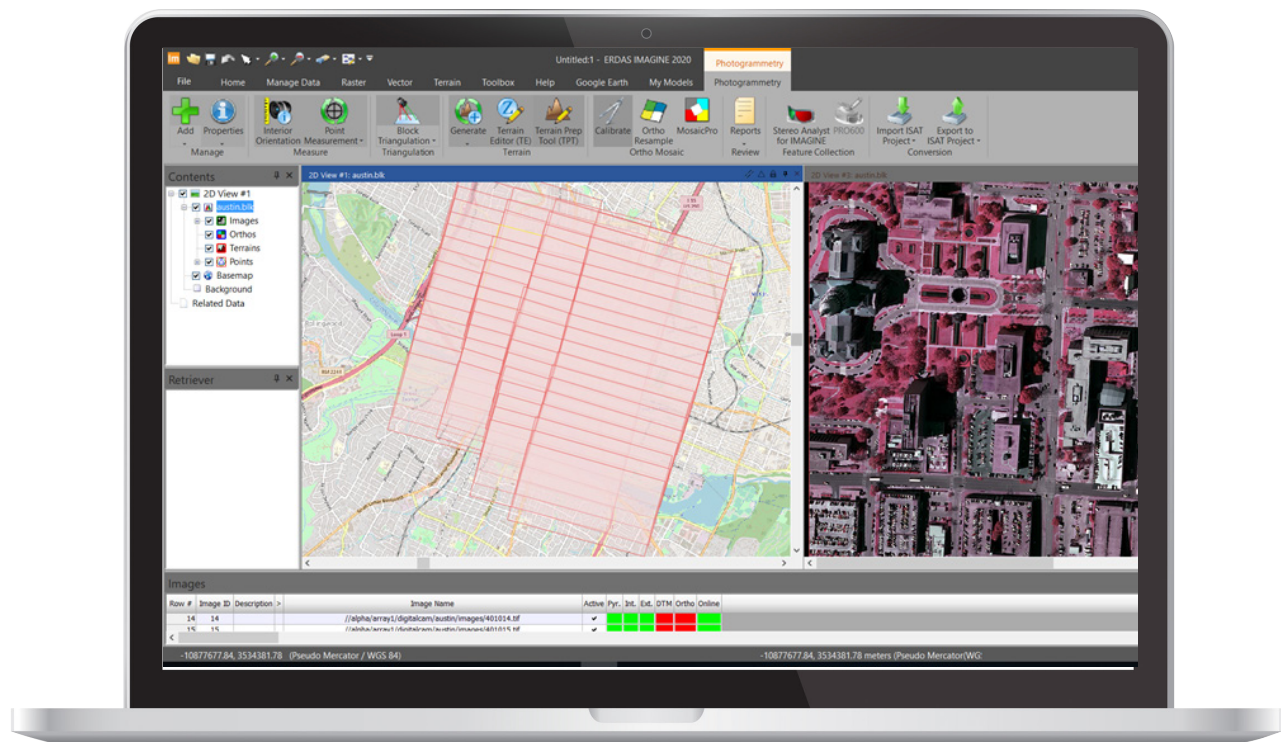 im
Untitled:1 - ERDAS IMAGINE 2020
Photogrammetry
File Home Manage Data Raster Vector Terrain Toolbox Help Google Earth My Models Photogrammetry
Add Properties Interior Point Block Generate Terrain Terrain Prep Calibrate Ortho MosaicPro Reports Stereo Analyst PRO600 Import ISAT Export to
Orientation Measurement Triangulation Editor (TE) Tool (TPT) Resample for IMAGINE Project ISAT Project
Manage Measure Triangulation Terrain Ortho Mosaic Review Feature Collection Conversion
Contents
2D View #1: austin.blk
2D View #3: austin.blk
2D View #1
austin.blk
Images
Orthos
Terrains
Points
Basemap
Background
Related Data
Loop 1
RM 2244
Retriever
Images
Row # Image ID Description > Image Name Active Pyr. Int. Ext. DTM Ortho Online
14 14 //alpha/array1/digitalcam/austin/images/401014.tif
15 15 //alpha/array1/digitalcam/austin/images/401015.tif
-10877677.84, 3534381.78 (Pseudo Mercator / WGS 84)
-10877677.84, 3534381.78 meters (Pseudo Mercator(WG: